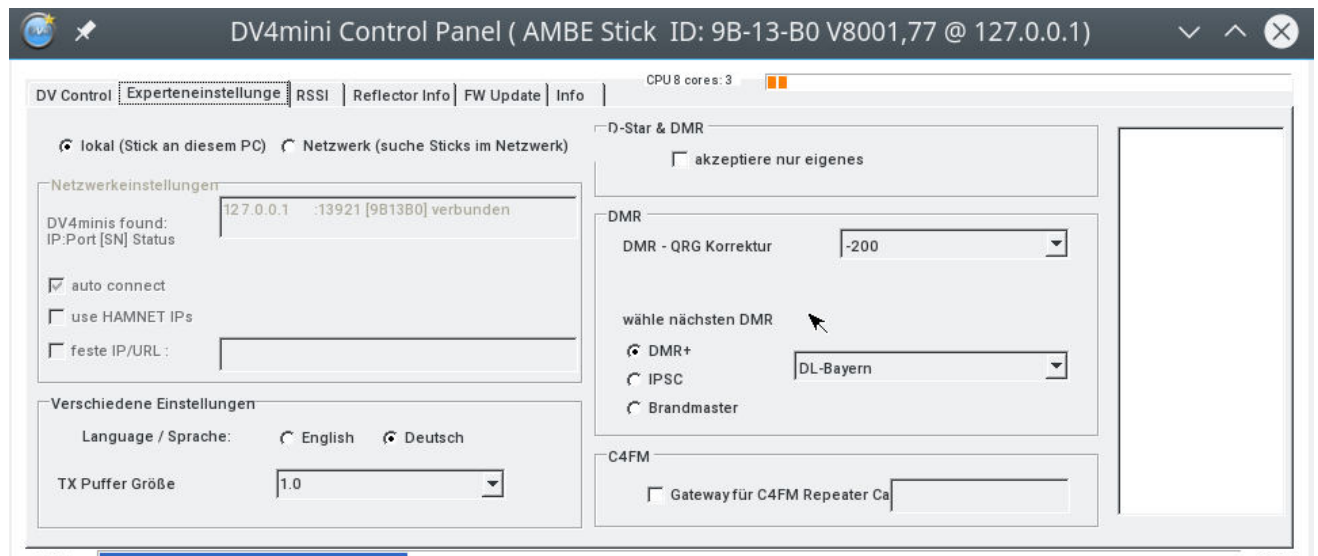 DV4mini Control Panel ( AMBE Stick ID: 9B-13-B0 V8001,77 @ 127.0.0.1)
CPU 8 cores: 3
DV Control Experteneinstellunge RSSI Reflector Info FW Update Info
lokal (Stick an diesem PC) Netzwerk (suche Sticks im Netzwerk)
Netzwerkeinstellungen
DV4minis found:
IP:Port [SN] Status
127.0.0.1 :13921 [9B13B0] verbunden
auto connect
use HAMNET IPs
feste IP/URL :
Verschiedene Einstellungen
Language / Sprache: English Deutsch
TX Puffer Größe 1.0
D-Star & DMR
akzeptiere nur eigenes
DMR
DMR - QRG Korrektur -200
wähle nächsten DMR
DMR+
IPSC
Brandmaster
DL-Bayern
C4FM
Gateway für C4FM Repeater Ca